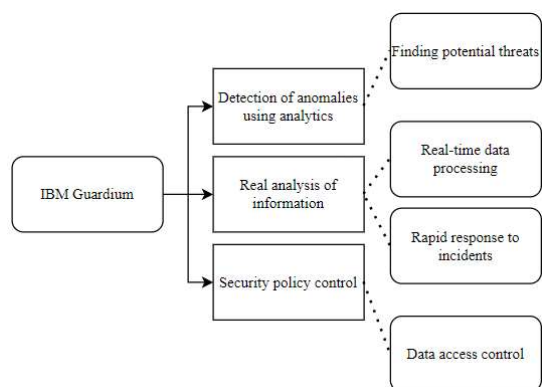 Finding potential threats
Detection of anomalies
using analytics
Real-time data
processing
IBM Guardium
Real analysis of
information
Rapid response to
incidents
Security policy control
Data access control